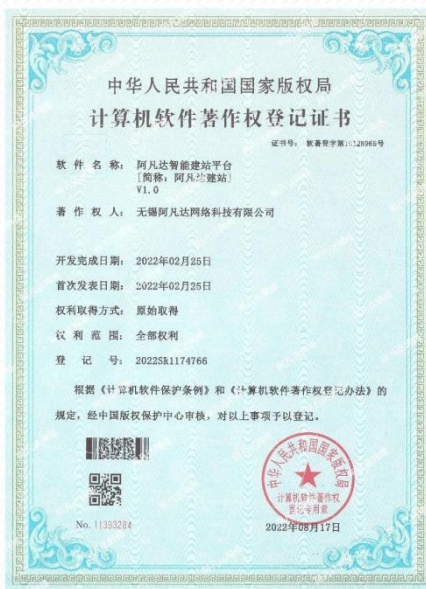 中华人民共和国国家版权局
计算机软件著作权登记证书
证书号: 软著登字第
软件名称: 阿凡达智能建站平台
[简称: 阿凡达建站]
V1.0
著作权人: 无锡阿凡达网络科技有限公司
开发完成日期: 2022年02月25日
首次发表日期: 2022年02月25日
权利取得方式: 原始取得
权利范围: 全部权利
登记号: 2022SR1174766
根据《计算机软件保护条例》和《计算机软件著作权登记办法》的
规定,经中国版权保护中心审核,对以上事项予以登记。
中华人民共和国国家版权局
计算机软件著作权
登记专用章
No. 11393284
2022年08月17日